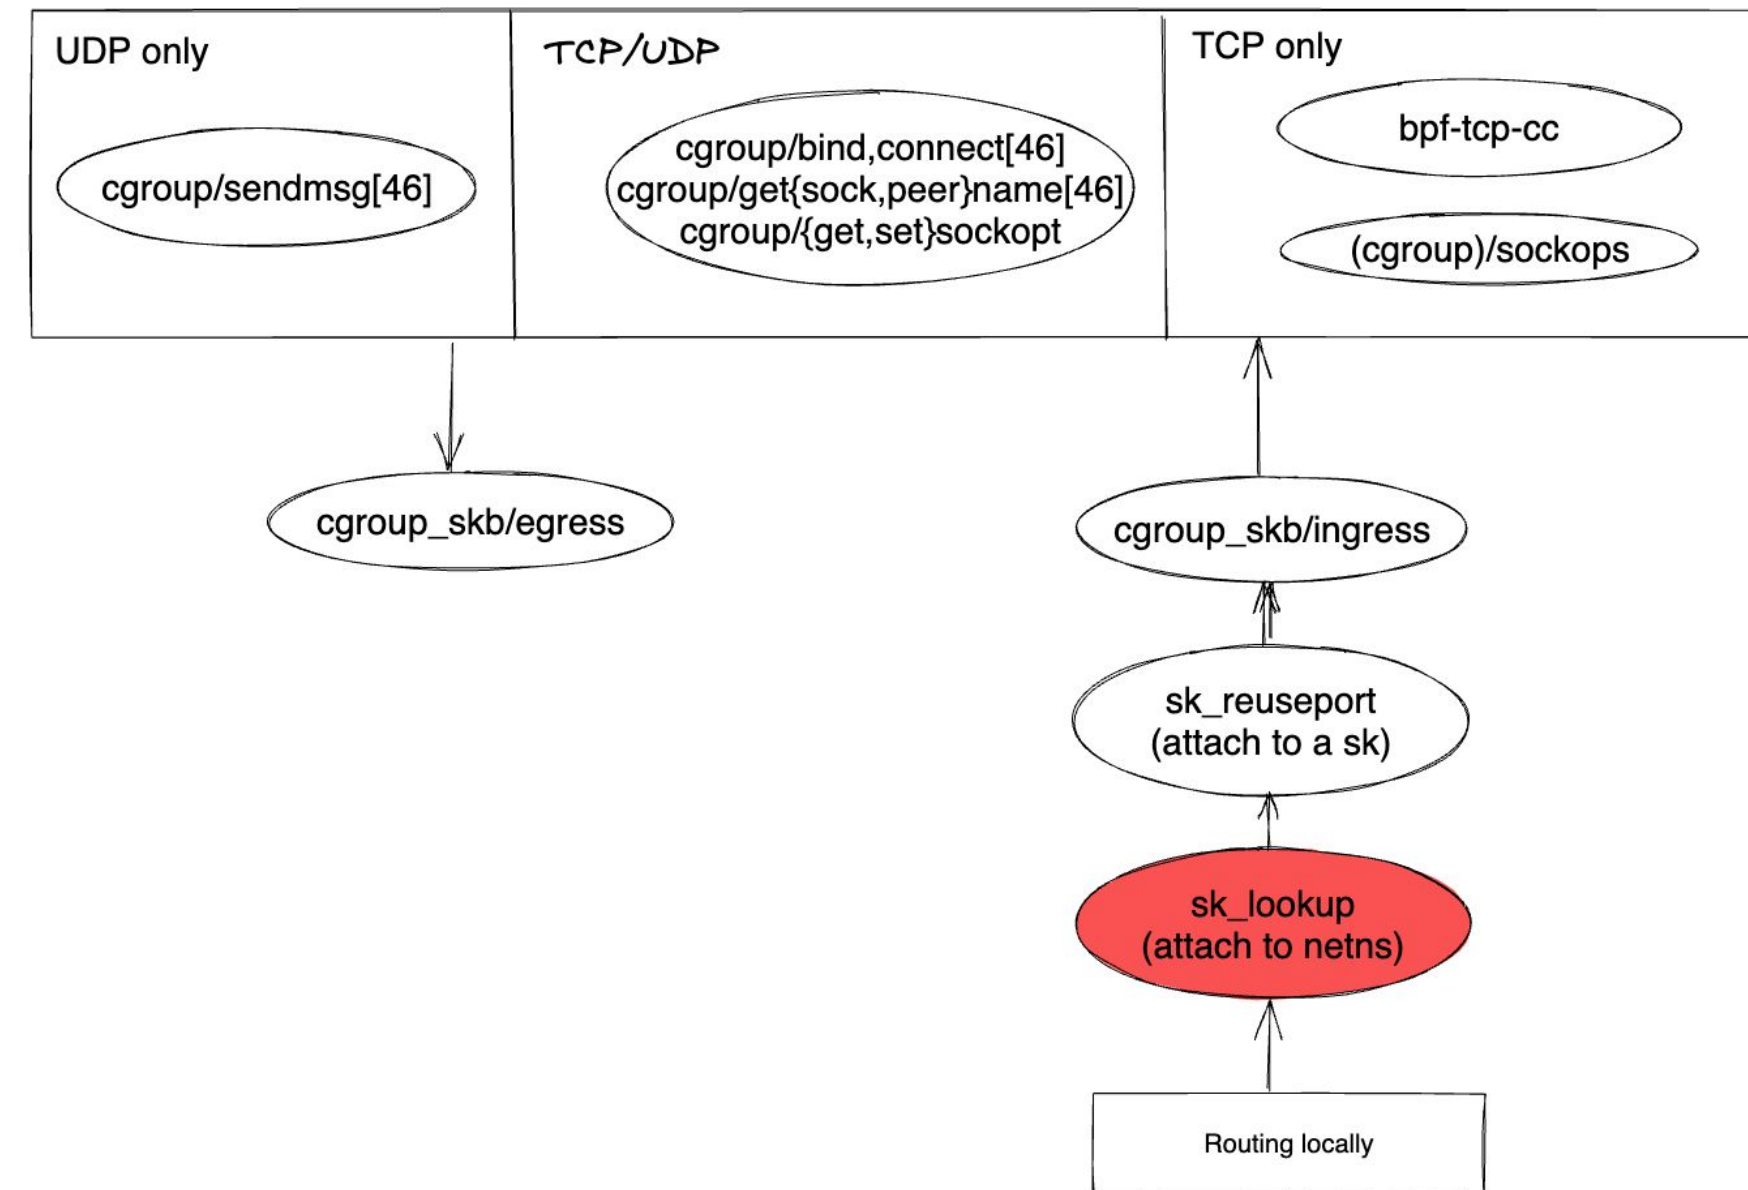 UDP only
TCP/UDP
TCP only
cgroup/sendmsg[46]
cgroup/bind,connect[46]
cgroup/get{sock,peer}name[46]
cgroup/{get,set}sockopt
bpf-tcp-cc
(cgroup)/sockops
cgroup_skb/egress
cgroup_skb/ingress
sk_reuseport
(attach to a sk)
sk_lookup
(attach to netns)
Routing locally